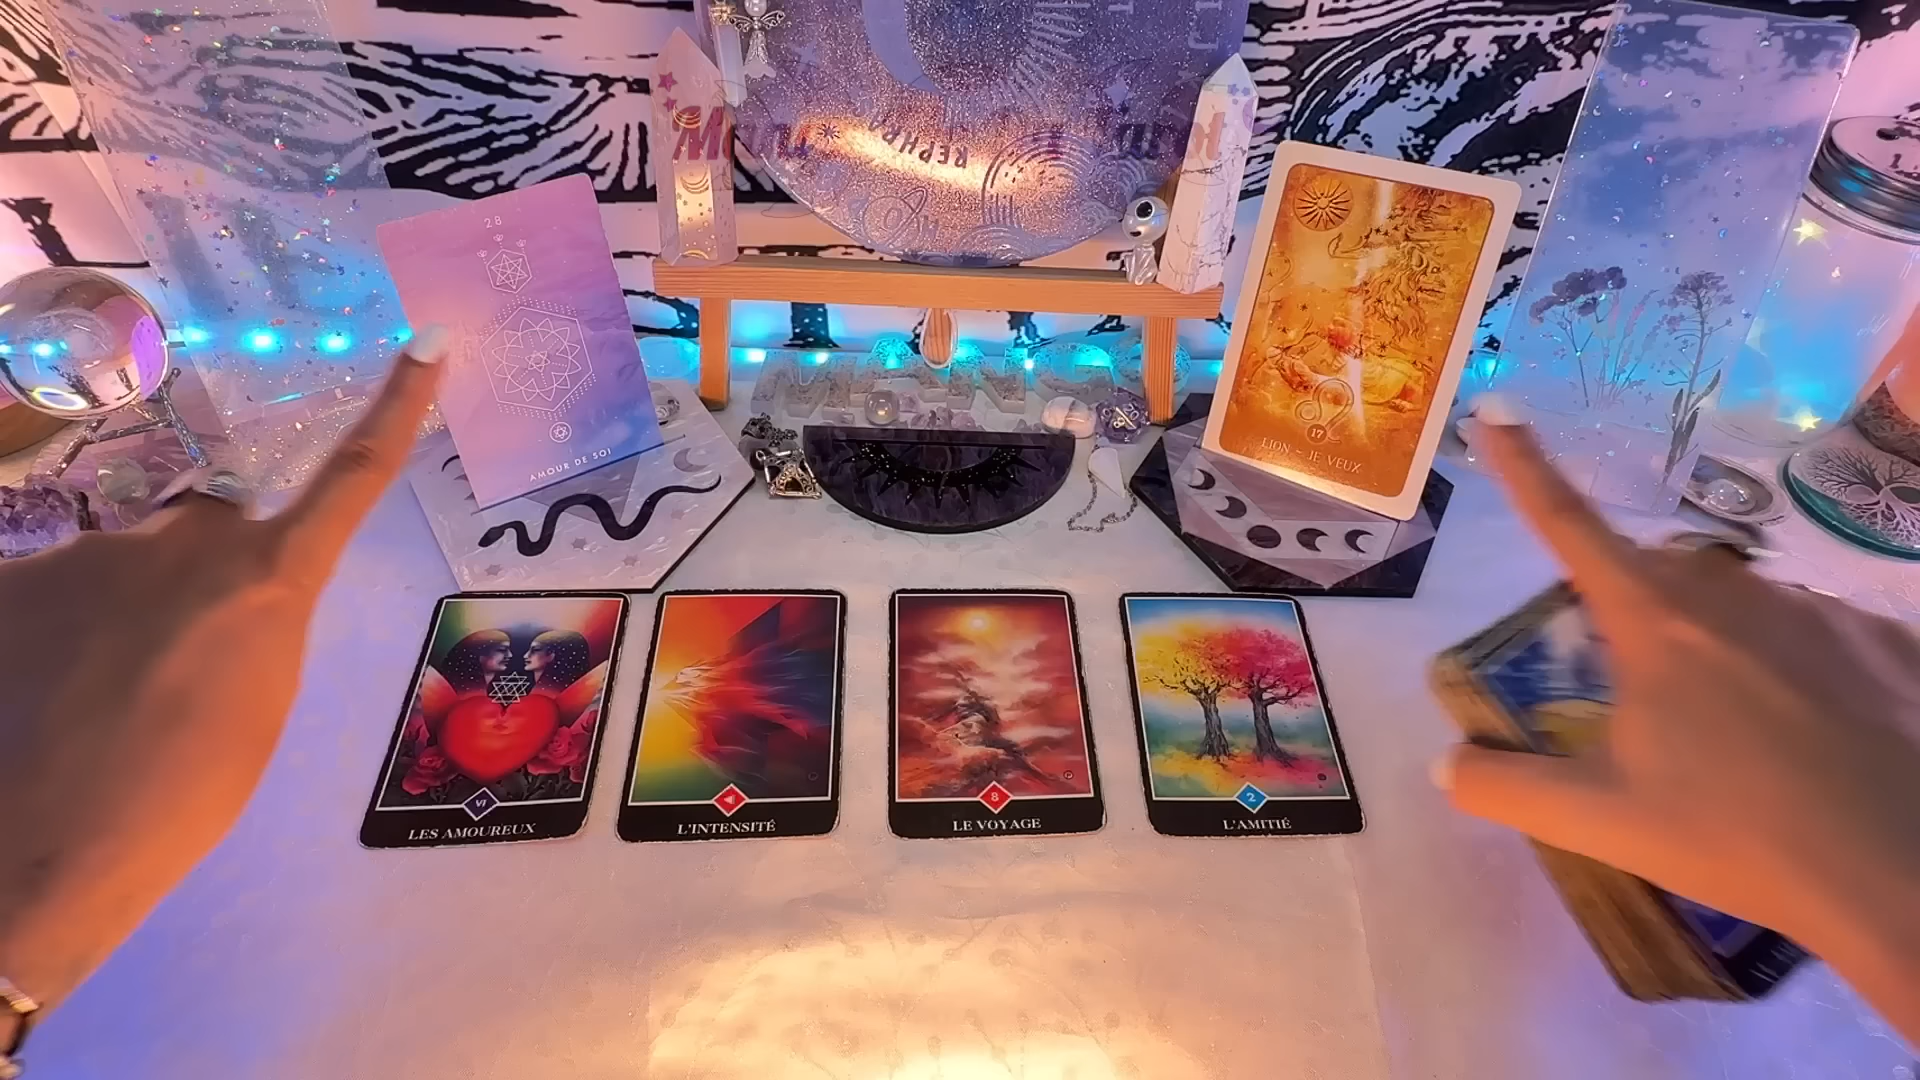 28
AMOUR DE SOI
17
LION - JE VEUX
VI
LES AMOUREUX
L'INTENSITÉ
8
LE VOYAGE
2
L'AMITIÉ